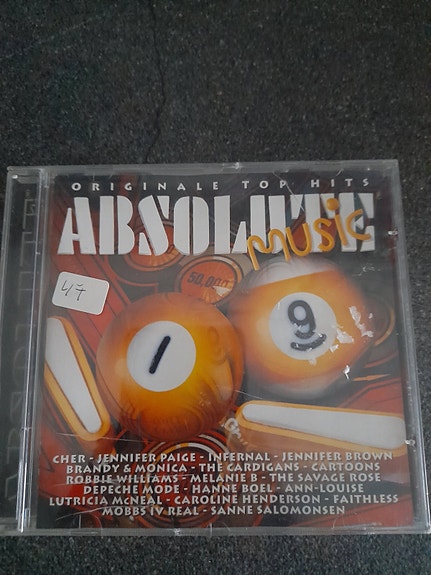 ORIGINALE TOP HITS
ABSOLUTE
music
47
50,000
1 9
CHER - JENNIFER PAIGE - INFERNAL - JENNIFER BROWN
BRANDY & MONICA - THE CARDIGANS - CARTOONS
ROBBIE WILLIAMS - MELANIE B - THE SAVAGE ROSE
DEPECHE MODE - HANNE BOEL - ANN-LOUISE
LUTRICIA MCNEAL - CAROLINE HENDERSON - FAITHLESS
MOBBS IV REAL - SANNE SALOMONSEN